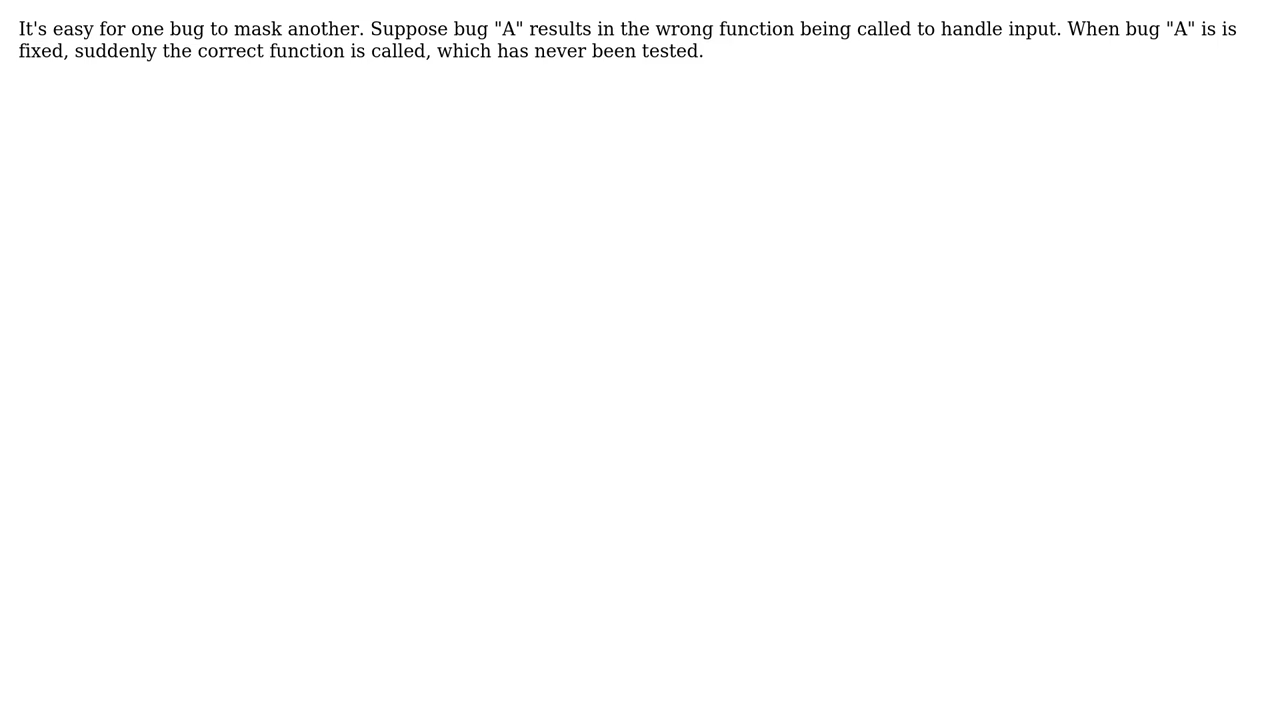 It's easy for one bug to mask another. Suppose bug "A" results in the wrong function being called to handle input. When bug "A" is is
fixed, suddenly the correct function is called, which has never been tested.